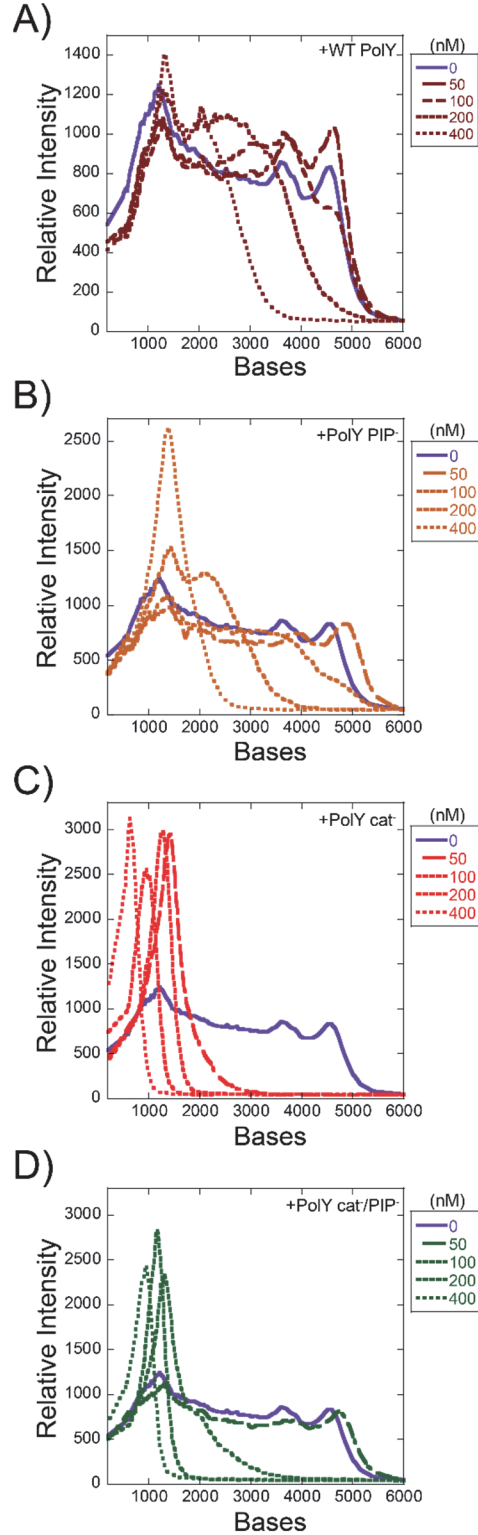 A)
+WT PolY
(nM)
0
50
100
200
400
Relative Intensity
1400
1200
1000
800
600
400
200
0
1000 2000 3000 4000 5000 6000
Bases
B)
+PolY PIP-
(nM)
0
50
100
200
400
Relative Intensity
2500
2000
1500
1000
500
0
1000 2000 3000 4000 5000 6000
Bases
C)
+PolY cat-
(nM)
0
50
100
200
400
Relative Intensity
3000
2500
2000
1500
1000
500
0
1000 2000 3000 4000 5000 6000
Bases
D)
+PolY cat-/PIP-
(nM)
0
50
100
200
400
Relative Intensity
3000
2500
2000
1500
1000
500
0
1000 2000 3000 4000 5000 6000
Bases